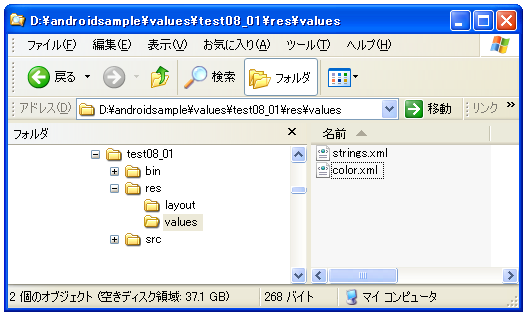 D:¥androidsample¥values¥test08_01¥res¥values
ファイル(F) 編集(E) 表示(V) お気に入り(A) ツール(T) ヘルプ(H)
戻る 検索 フォルダ
アドレス(D) D:¥androidsample¥values¥test08_01¥res¥values 移動 リンク »
フォルダ × 名前
test08_01
bin
res
layout
values
src
strings.xml
color.xml
2 個のオブジェクト (空きディスク領域: 37.1 GB) 268 バイト マイ コンピュータ